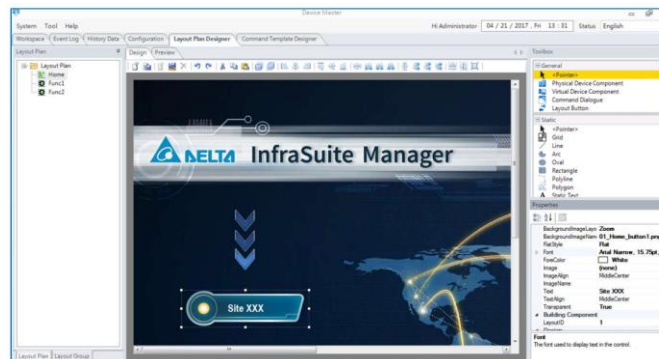 Device Master
System Tool Help
Hi Administrator 04 / 21 / 2017 , Fri 13 : 31 Status English
Workspace Event Log History Data Configuration Layout Plan Designer Command Template Designer
Layout Plan
Layout Plan
Home
Func1
Func2
Design Preview
DELTA InfraSuite Manager
Site XXX
Toolbox
General
<Pointer>
Physical Device Component
Virtual Device Component
Command Dialogue
Layout Button
Static
<Pointer>
Grid
Line
Arc
Oval
Rectangle
Polyline
Polygon
Static Text
Properties
BackgroundImageLayo Zoom
BackgroundImageNam 01_Home_button1.png
FlatStyle Flat
Font Arial Narrow, 15.75pt,
ForeColor White
Image (none)
ImageAlign MiddleCenter
ImageName
Text Site XXX
TextAlign MiddleCenter
Transparent True
Building Component
LayoutID 1
Font
The font used to display text in the control.
Layout Plan Layout Group